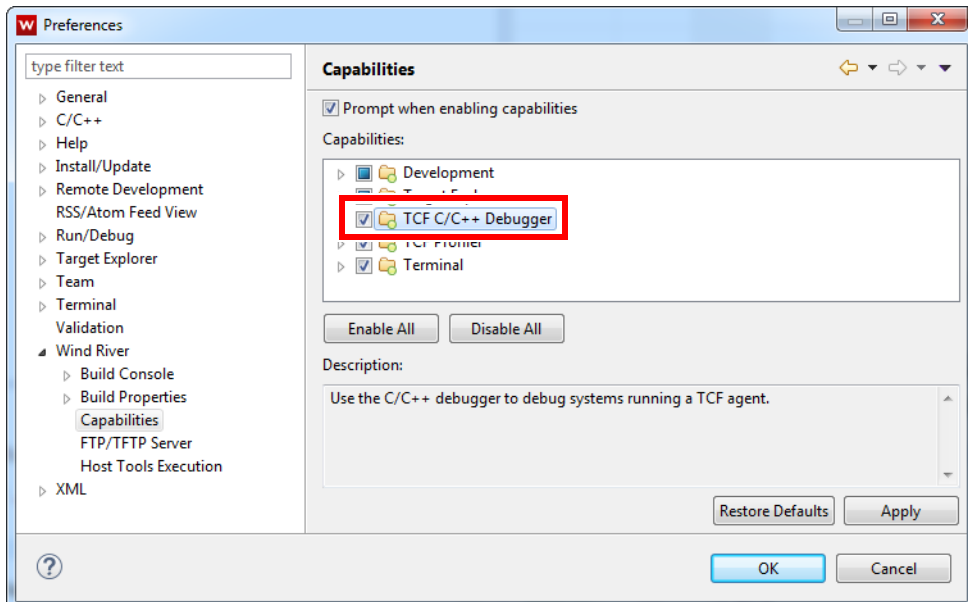 W Preferences
type filter text
General
C/C++
Help
Install/Update
Remote Development
RSS/Atom Feed View
Run/Debug
Target Explorer
Team
Terminal
Validation
Wind River
Build Console
Build Properties
Capabilities
FTP/TFTP Server
Host Tools Execution
XML
Capabilities
Prompt when enabling capabilities
Capabilities:
Development
TCF C/C++ Debugger
TCF Profiler
Terminal
Enable All Disable All
Description:
Use the C/C++ debugger to debug systems running a TCF agent.
Restore Defaults Apply
? OK Cancel